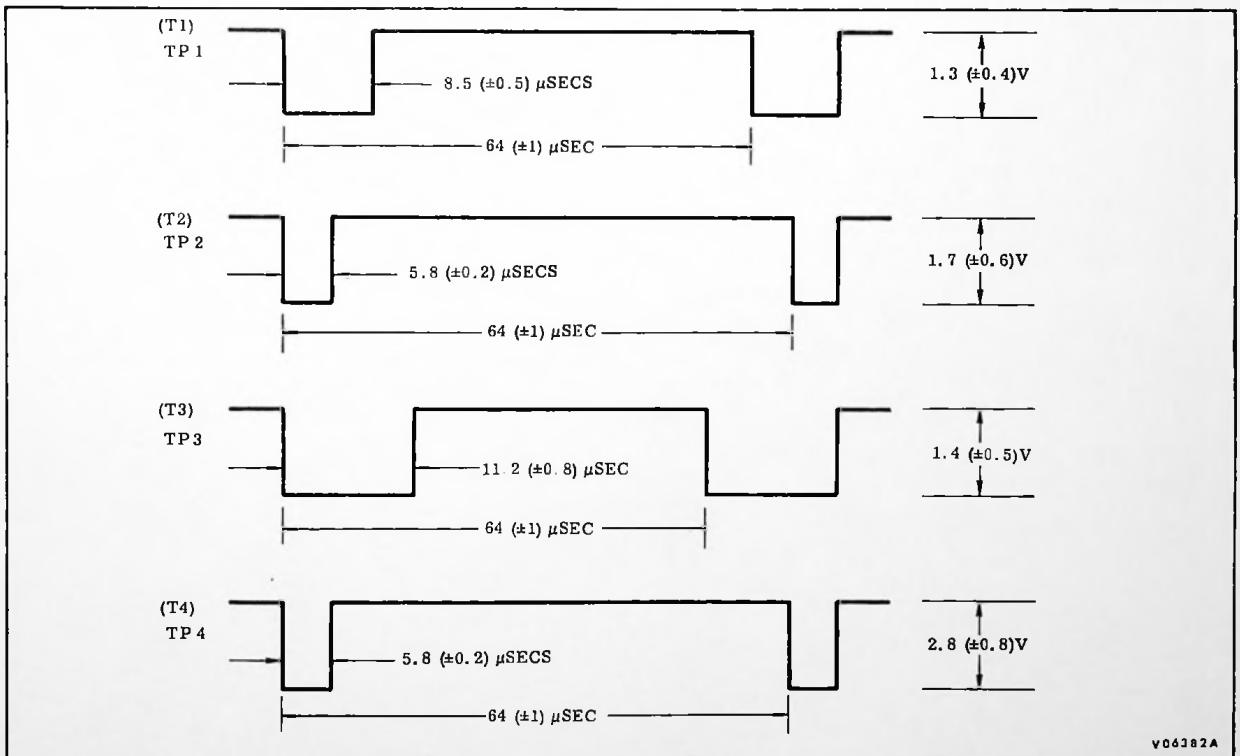 (T1)
TP 1
8.5 (±0.5) μSECS
1.3 (±0.4)V
64 (±1) μSEC
(T2)
TP 2
5.8 (±0.2) μSECS
1.7 (±0.6)V
64 (±1) μSEC
(T3)
TP 3
11.2 (±0.8) μSEC
1.4 (±0.5)V
64 (±1) μSEC
(T4)
TP 4
5.8 (±0.2) μSECS
2.8 (±0.8)V
64 (±1) μSEC
V06382A